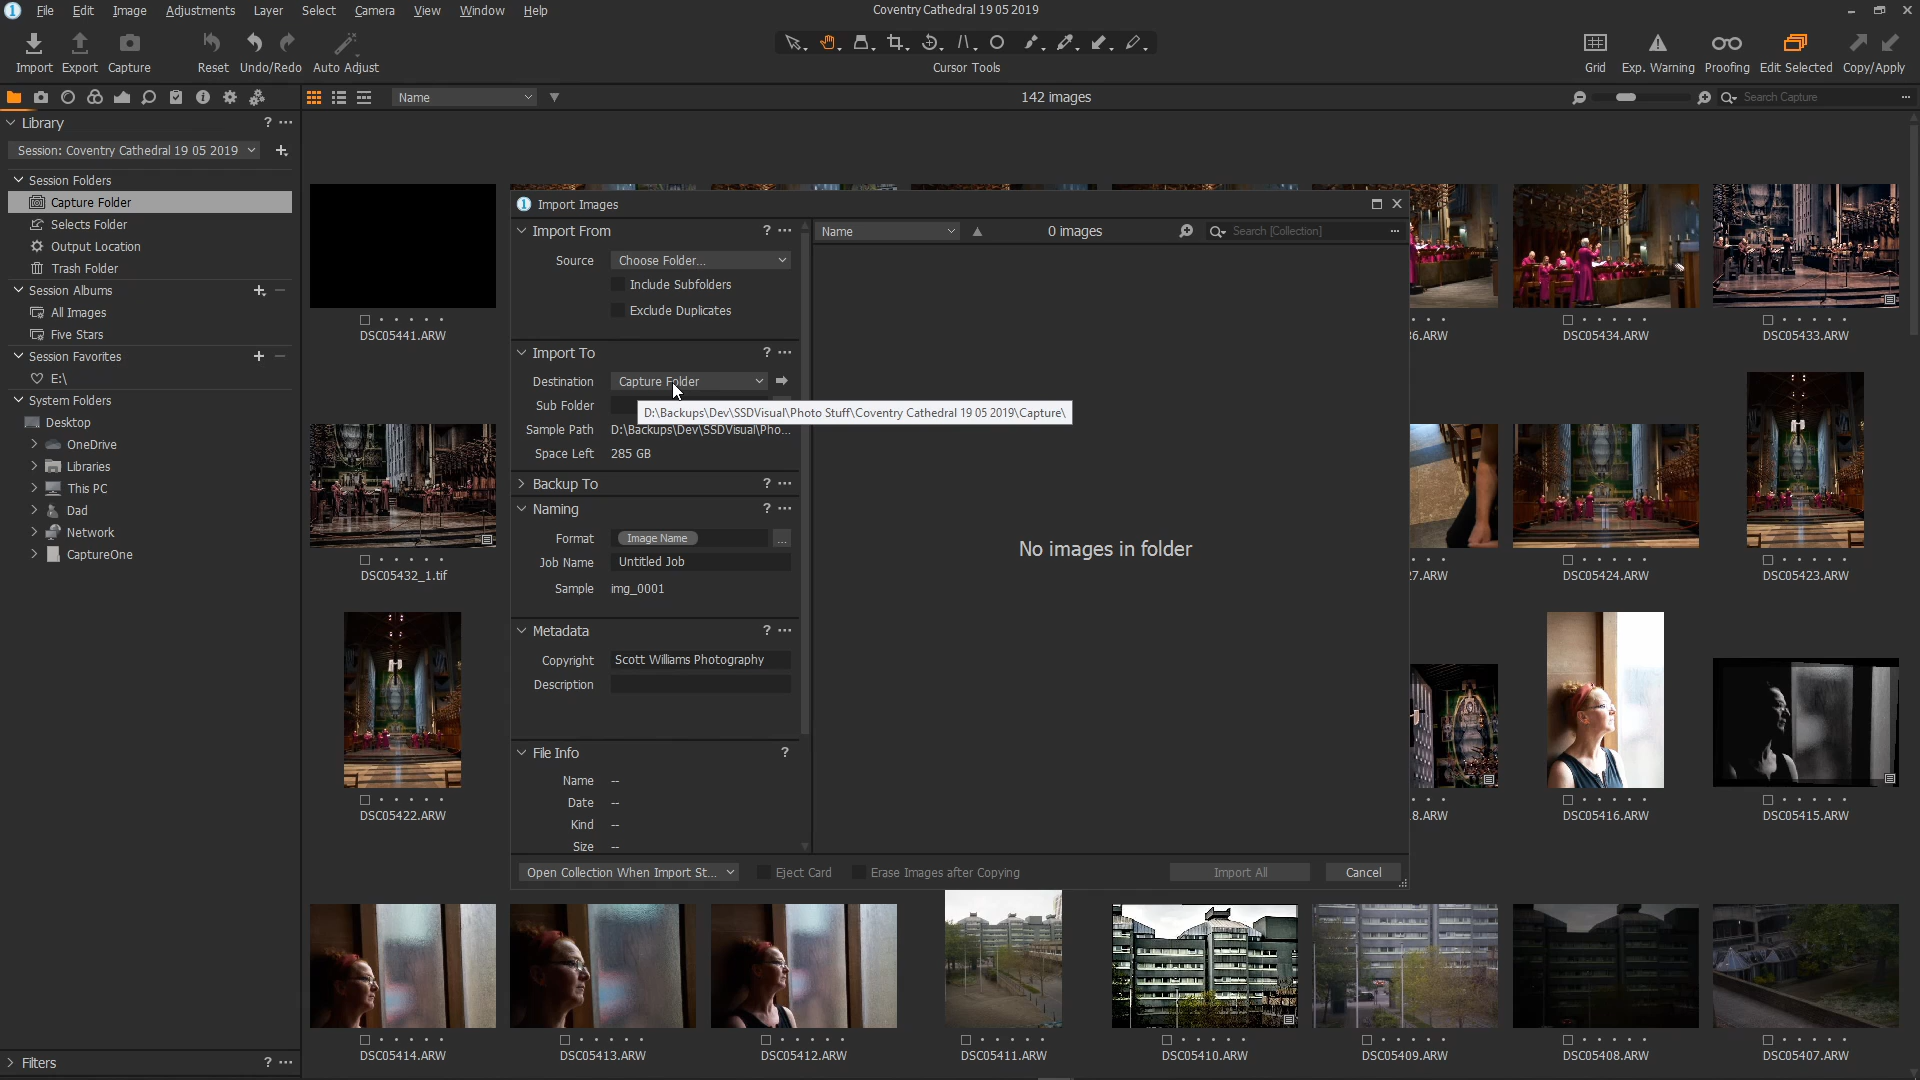 File Edit Image Adjustments Layer Select Camera View Window Help
Coventry Cathedral 19 05 2019
Import Export Capture Reset Undo/Redo Auto Adjust
Cursor Tools
Grid Exp. Warning Proofing Edit Selected Copy/Apply
Name
142 images
Search Capture
Library
Session: Coventry Cathedral 19 05 2019
Session Folders
Capture Folder
Selects Folder
Output Location
Trash Folder
Session Albums
All Images
Five Stars
Session Favorites
E:\
System Folders
Desktop
OneDrive
Libraries
This PC
Dad
Network
CaptureOne
Filters
Import Images
Import From
Source Choose Folder...
Include Subfolders
Exclude Duplicates
Import To
Destination Capture Folder
Sub Folder
D:\Backups\Dev\SSDVisual\Photo Stuff\Coventry Cathedral 19 05 2019\Capture\
Sample Path D:\Backups\Dev\SSDVisual\Pho...
Space Left 285 GB
Backup To
Naming
Format Image Name ...
Job Name Untitled Job
Sample img_0001
Metadata
Copyright Scott Williams Photography
Description
File Info
Name --
Date --
Kind --
Size --
Open Collection When Import St...
Eject Card
Erase Images after Copying
Import All
Cancel
Name
0 images
Search [Collection]
No images in folder
DSC05441.ARW
36.ARW
DSC05434.ARW
DSC05433.ARW
DSC05432_1.tif
27.ARW
DSC05424.ARW
DSC05423.ARW
DSC05422.ARW
8.ARW
DSC05416.ARW
DSC05415.ARW
DSC05414.ARW
DSC05413.ARW
DSC05412.ARW
DSC05411.ARW
DSC05410.ARW
DSC05409.ARW
DSC05408.ARW
DSC05407.ARW